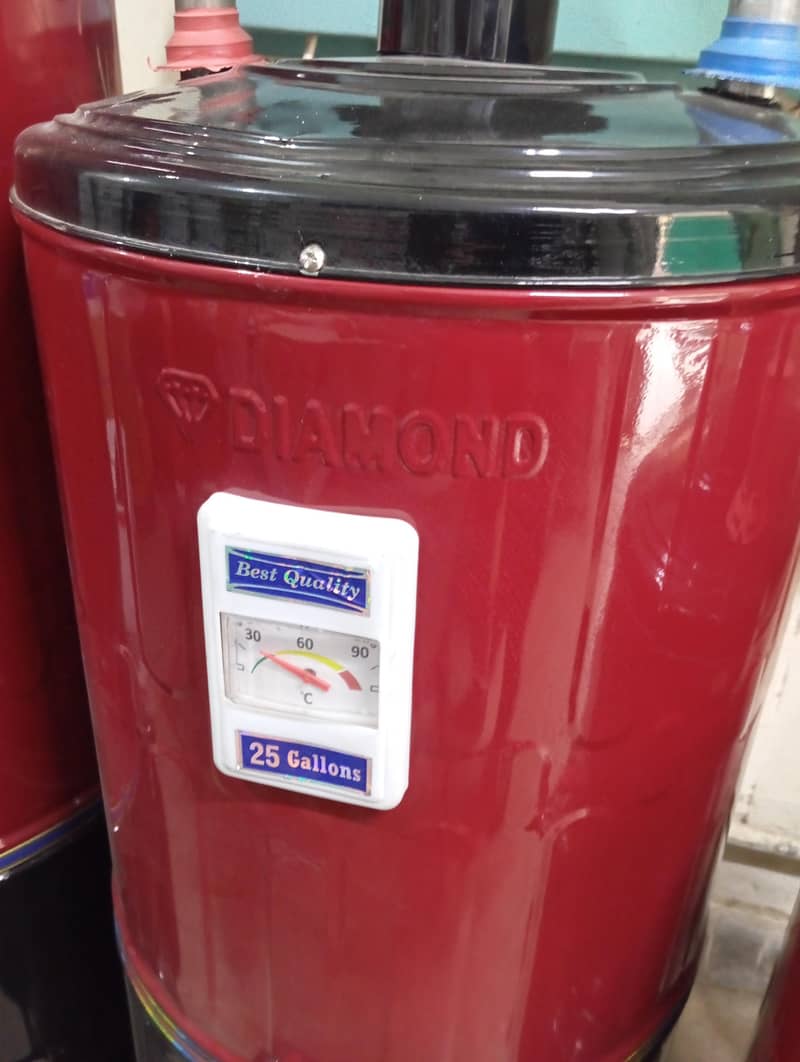 DIAMOND
Best Quality
30 60 90
°C
25 Gallons